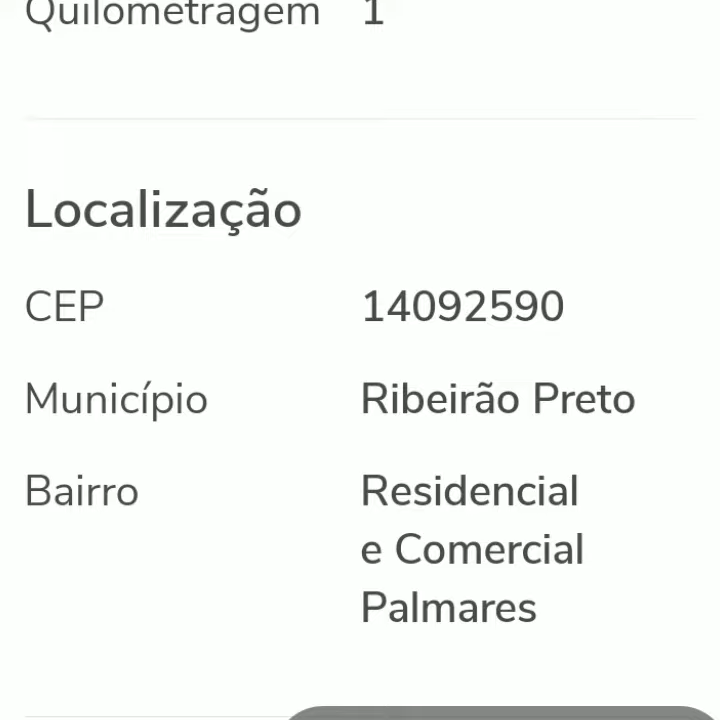 Quilometragem 1
Localização
CEP 14092590
Município Ribeirão Preto
Bairro Residencial
e Comercial
Palmares